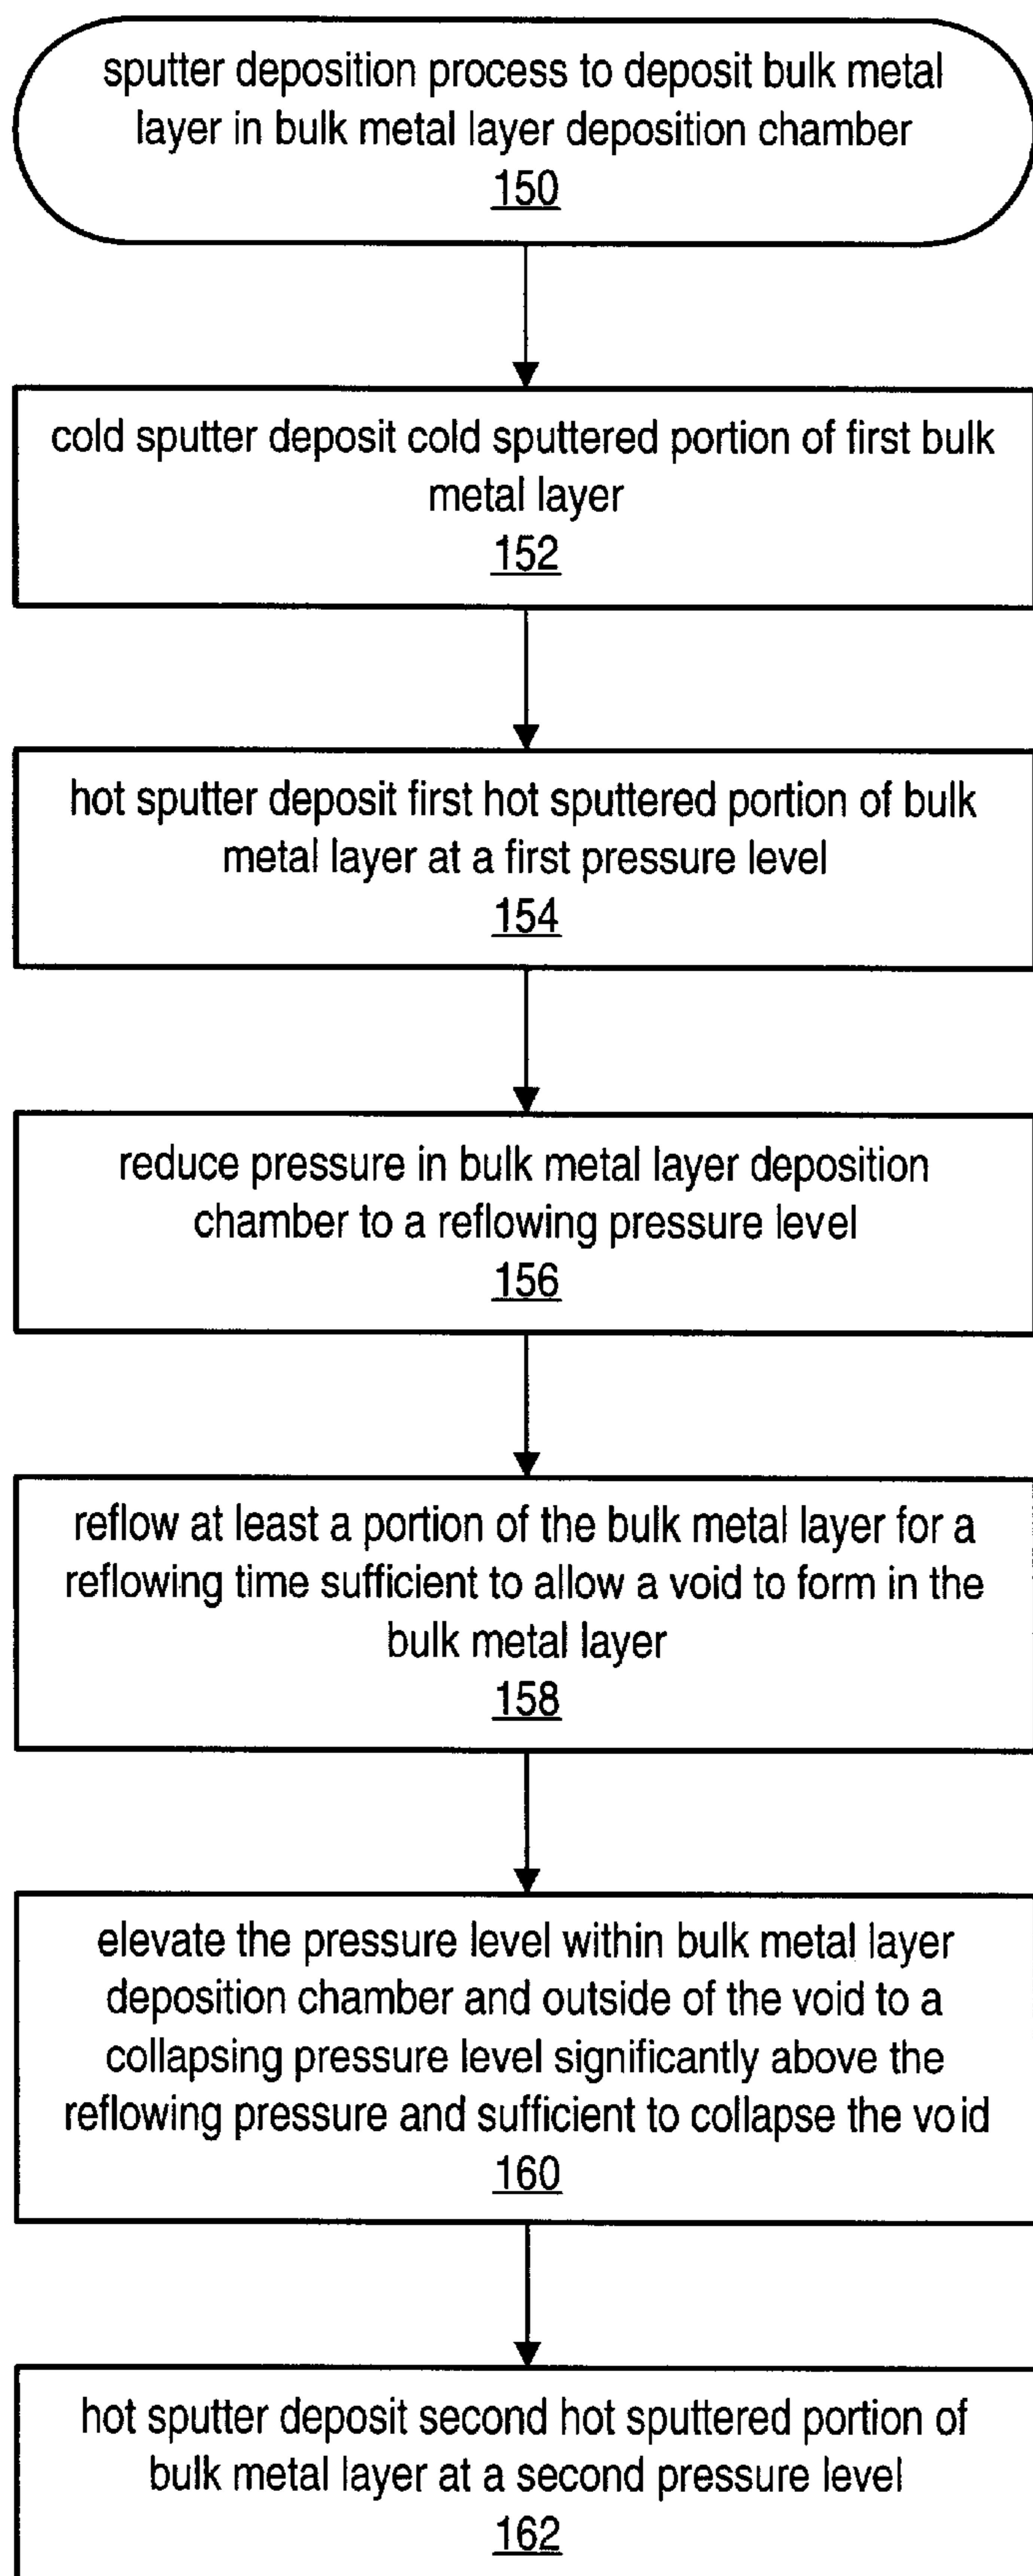 sputter deposition process to deposit bulk metal
layer in bulk metal layer deposition chamber
150
cold sputter deposit cold sputtered portion of first bulk
metal layer
152
hot sputter deposit first hot sputtered portion of bulk
metal layer at a first pressure level
154
reduce pressure in bulk metal layer deposition
chamber to a reflowing pressure level
156
reflow at least a portion of the bulk metal layer for a
reflowing time sufficient to allow a void to form in the
bulk metal layer
158
elevate the pressure level within bulk metal layer
deposition chamber and outside of the void to a
collapsing pressure level significantly above the
reflowing pressure and sufficient to collapse the void
160
hot sputter deposit second hot sputtered portion of
bulk metal layer at a second pressure level
162